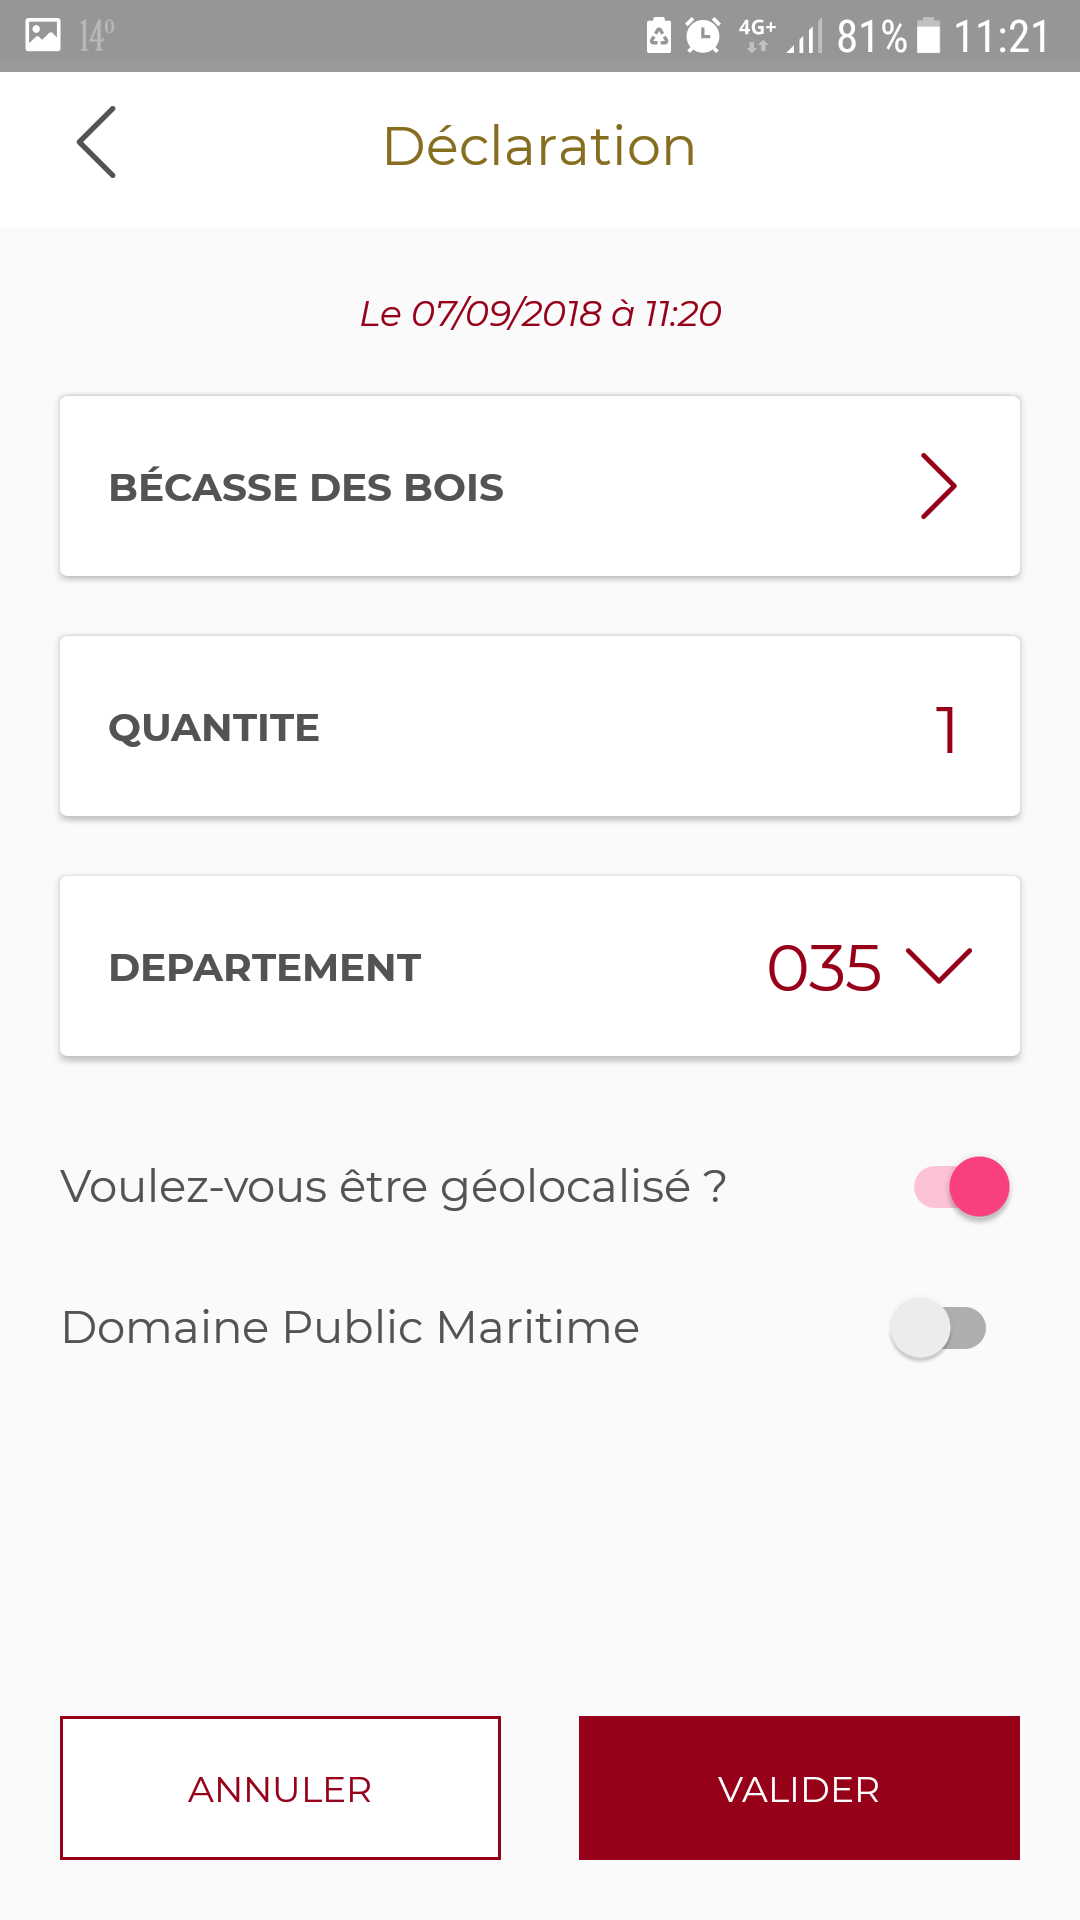 14° 4G+ 81% 11:21
Déclaration
Le 07/09/2018 à 11:20
BÉCASSE DES BOIS
QUANTITE 1
DEPARTEMENT 035
Voulez-vous être géolocalisé ?
Domaine Public Maritime
ANNULER VALIDER